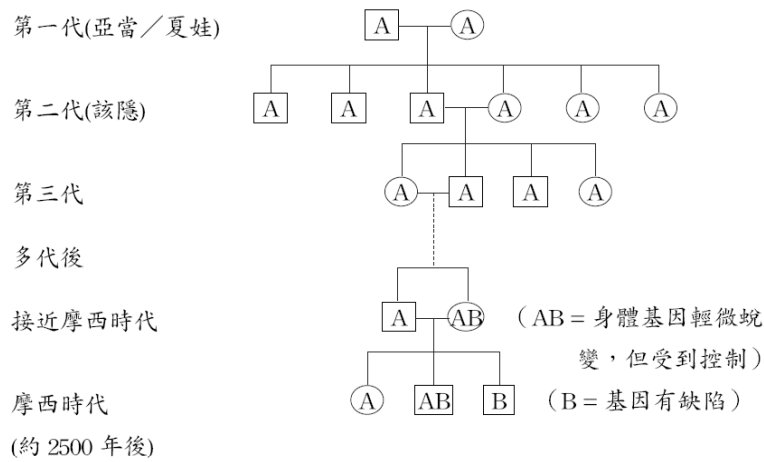 第一代(亞當／夏娃) A A
A A A A A A
第二代(該隱)
第三代 A A A A
多代後
接近摩西時代 A AB （AB = 身體基因輕微蛻
變，但受到控制）
摩西時代 A AB B （B = 基因有缺陷）
(約 2500 年後)